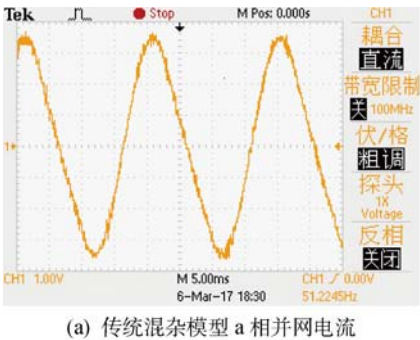 Tek Stop M Pos: 0.000s CH1
耦合
直流
带宽限制
关 100MHz
伏/格
粗调
探头
1X
Voltage
反相
关闭
1
CH1 1.00V M 5.00ms CH1 / 0.00V
6-Mar-17 18:30 51.2245Hz
(a) 传统混杂模型 a 相并网电流